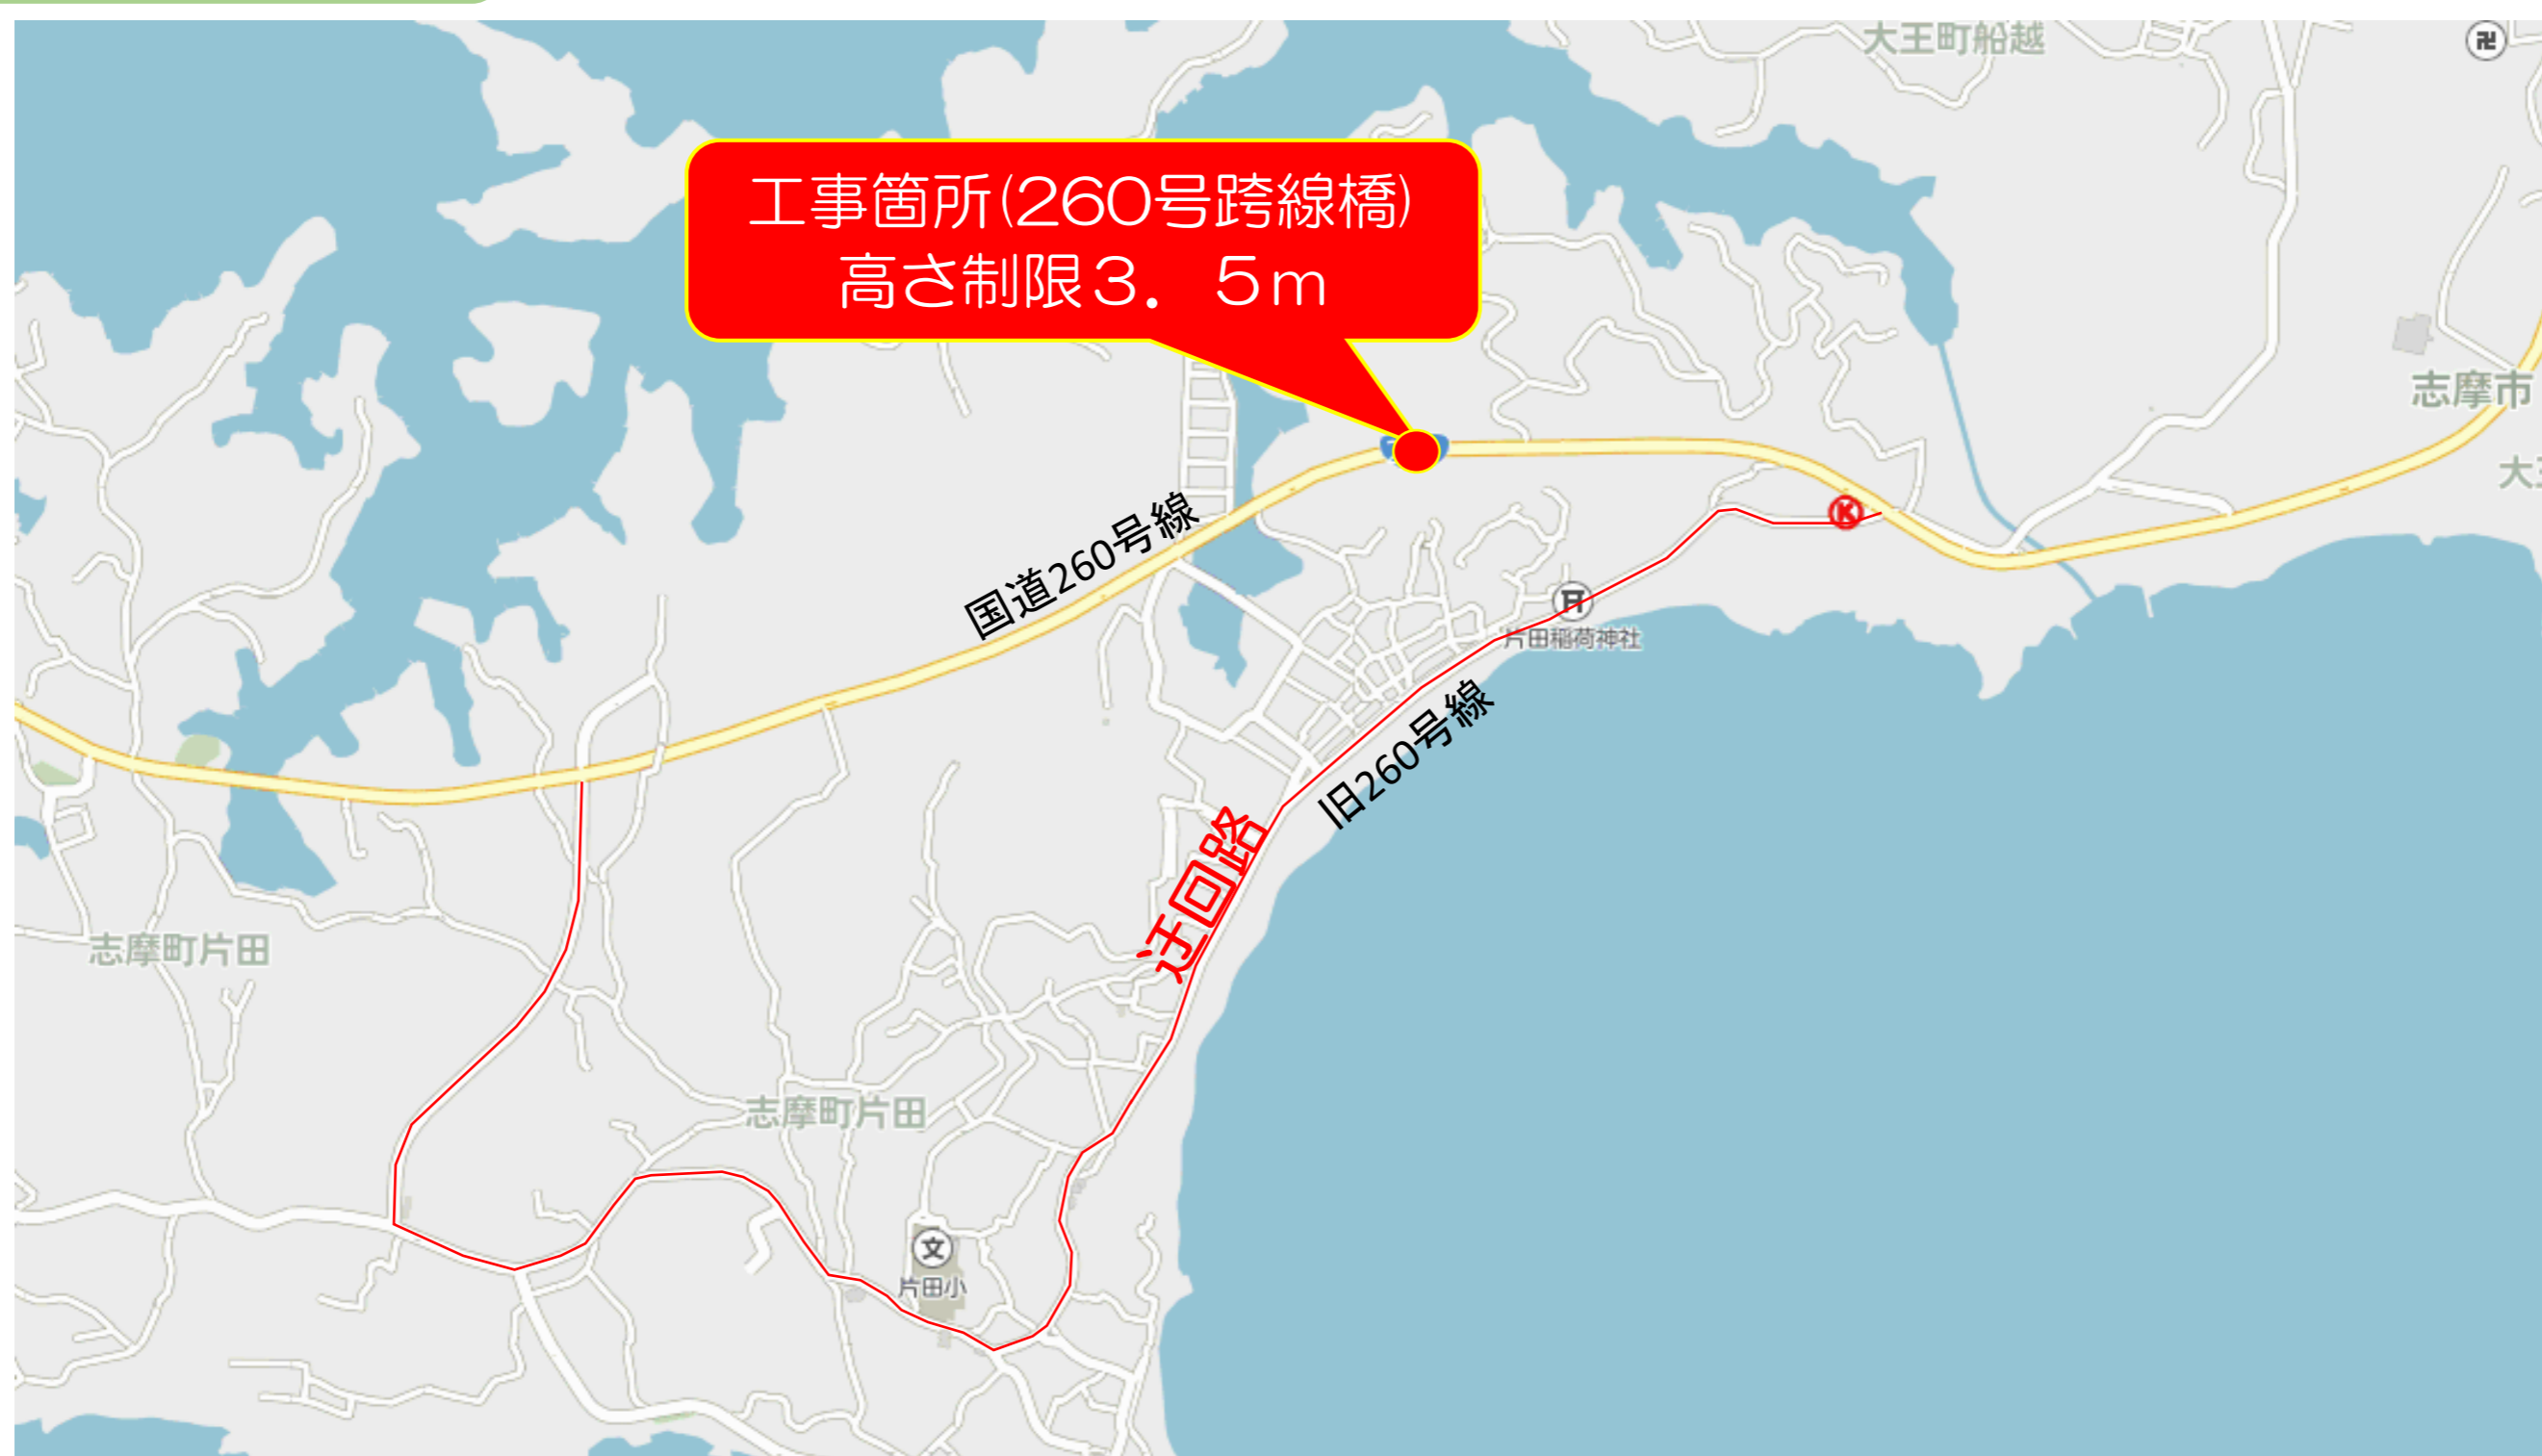 大王町船越
卍
工事箇所(260号跨線橋)
高さ制限３．５ｍ
志摩市
国道260号線
K
片田稲荷神社
旧260号線
迂回路
志摩町片田
志摩町片田
文
片田小